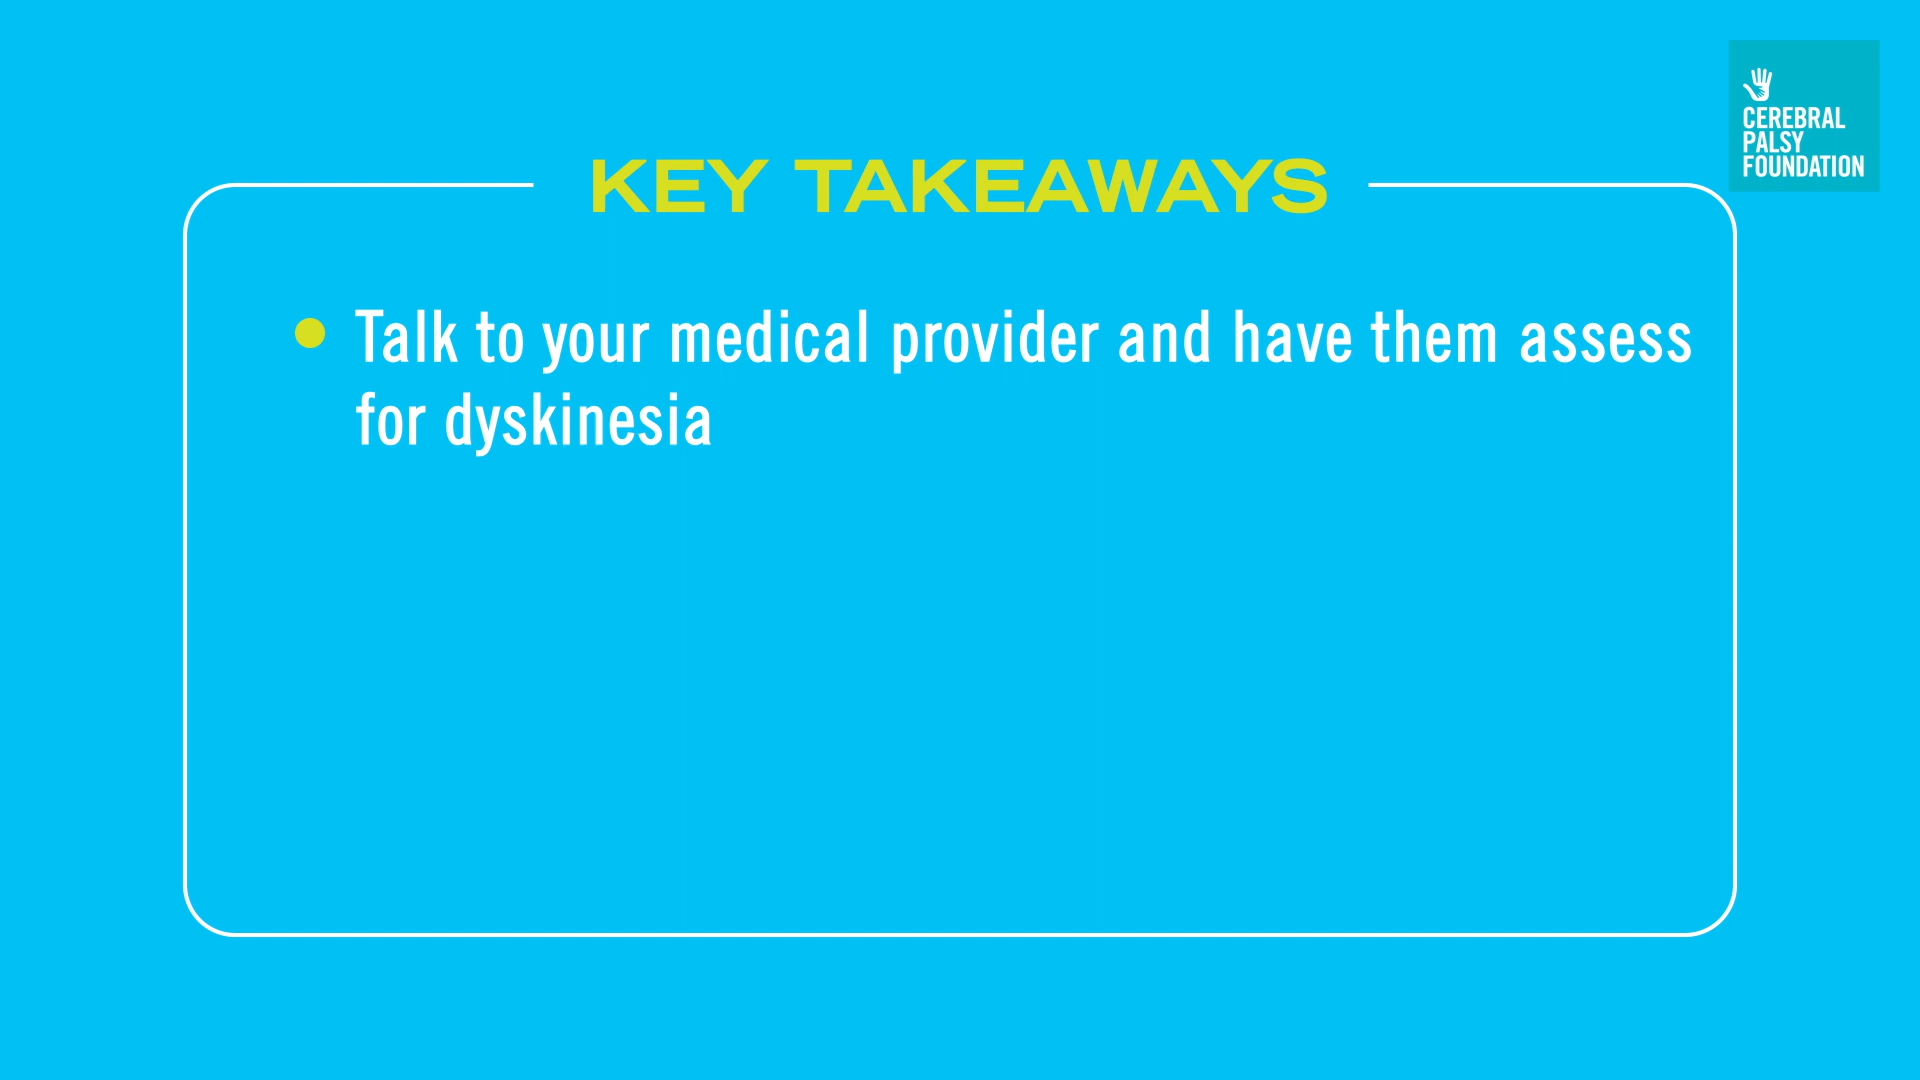 CEREBRAL
PALSY
FOUNDATION
KEY TAKEAWAYS
Talk to your medical provider and have them assess
for dyskinesia